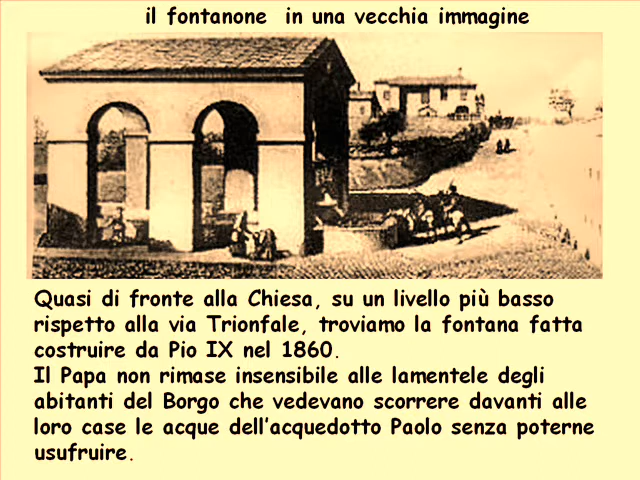 il fontanone in una vecchia immagine
Quasi di fronte alla Chiesa, su un livello più basso
rispetto alla via Trionfale, troviamo la fontana fatta
costruire da Pio IX nel 1860.
Il Papa non rimase insensibile alle lamentele degli
abitanti del Borgo che vedevano scorrere davanti alle
loro case le acque dell'acquedotto Paolo senza poterne
usufruire.